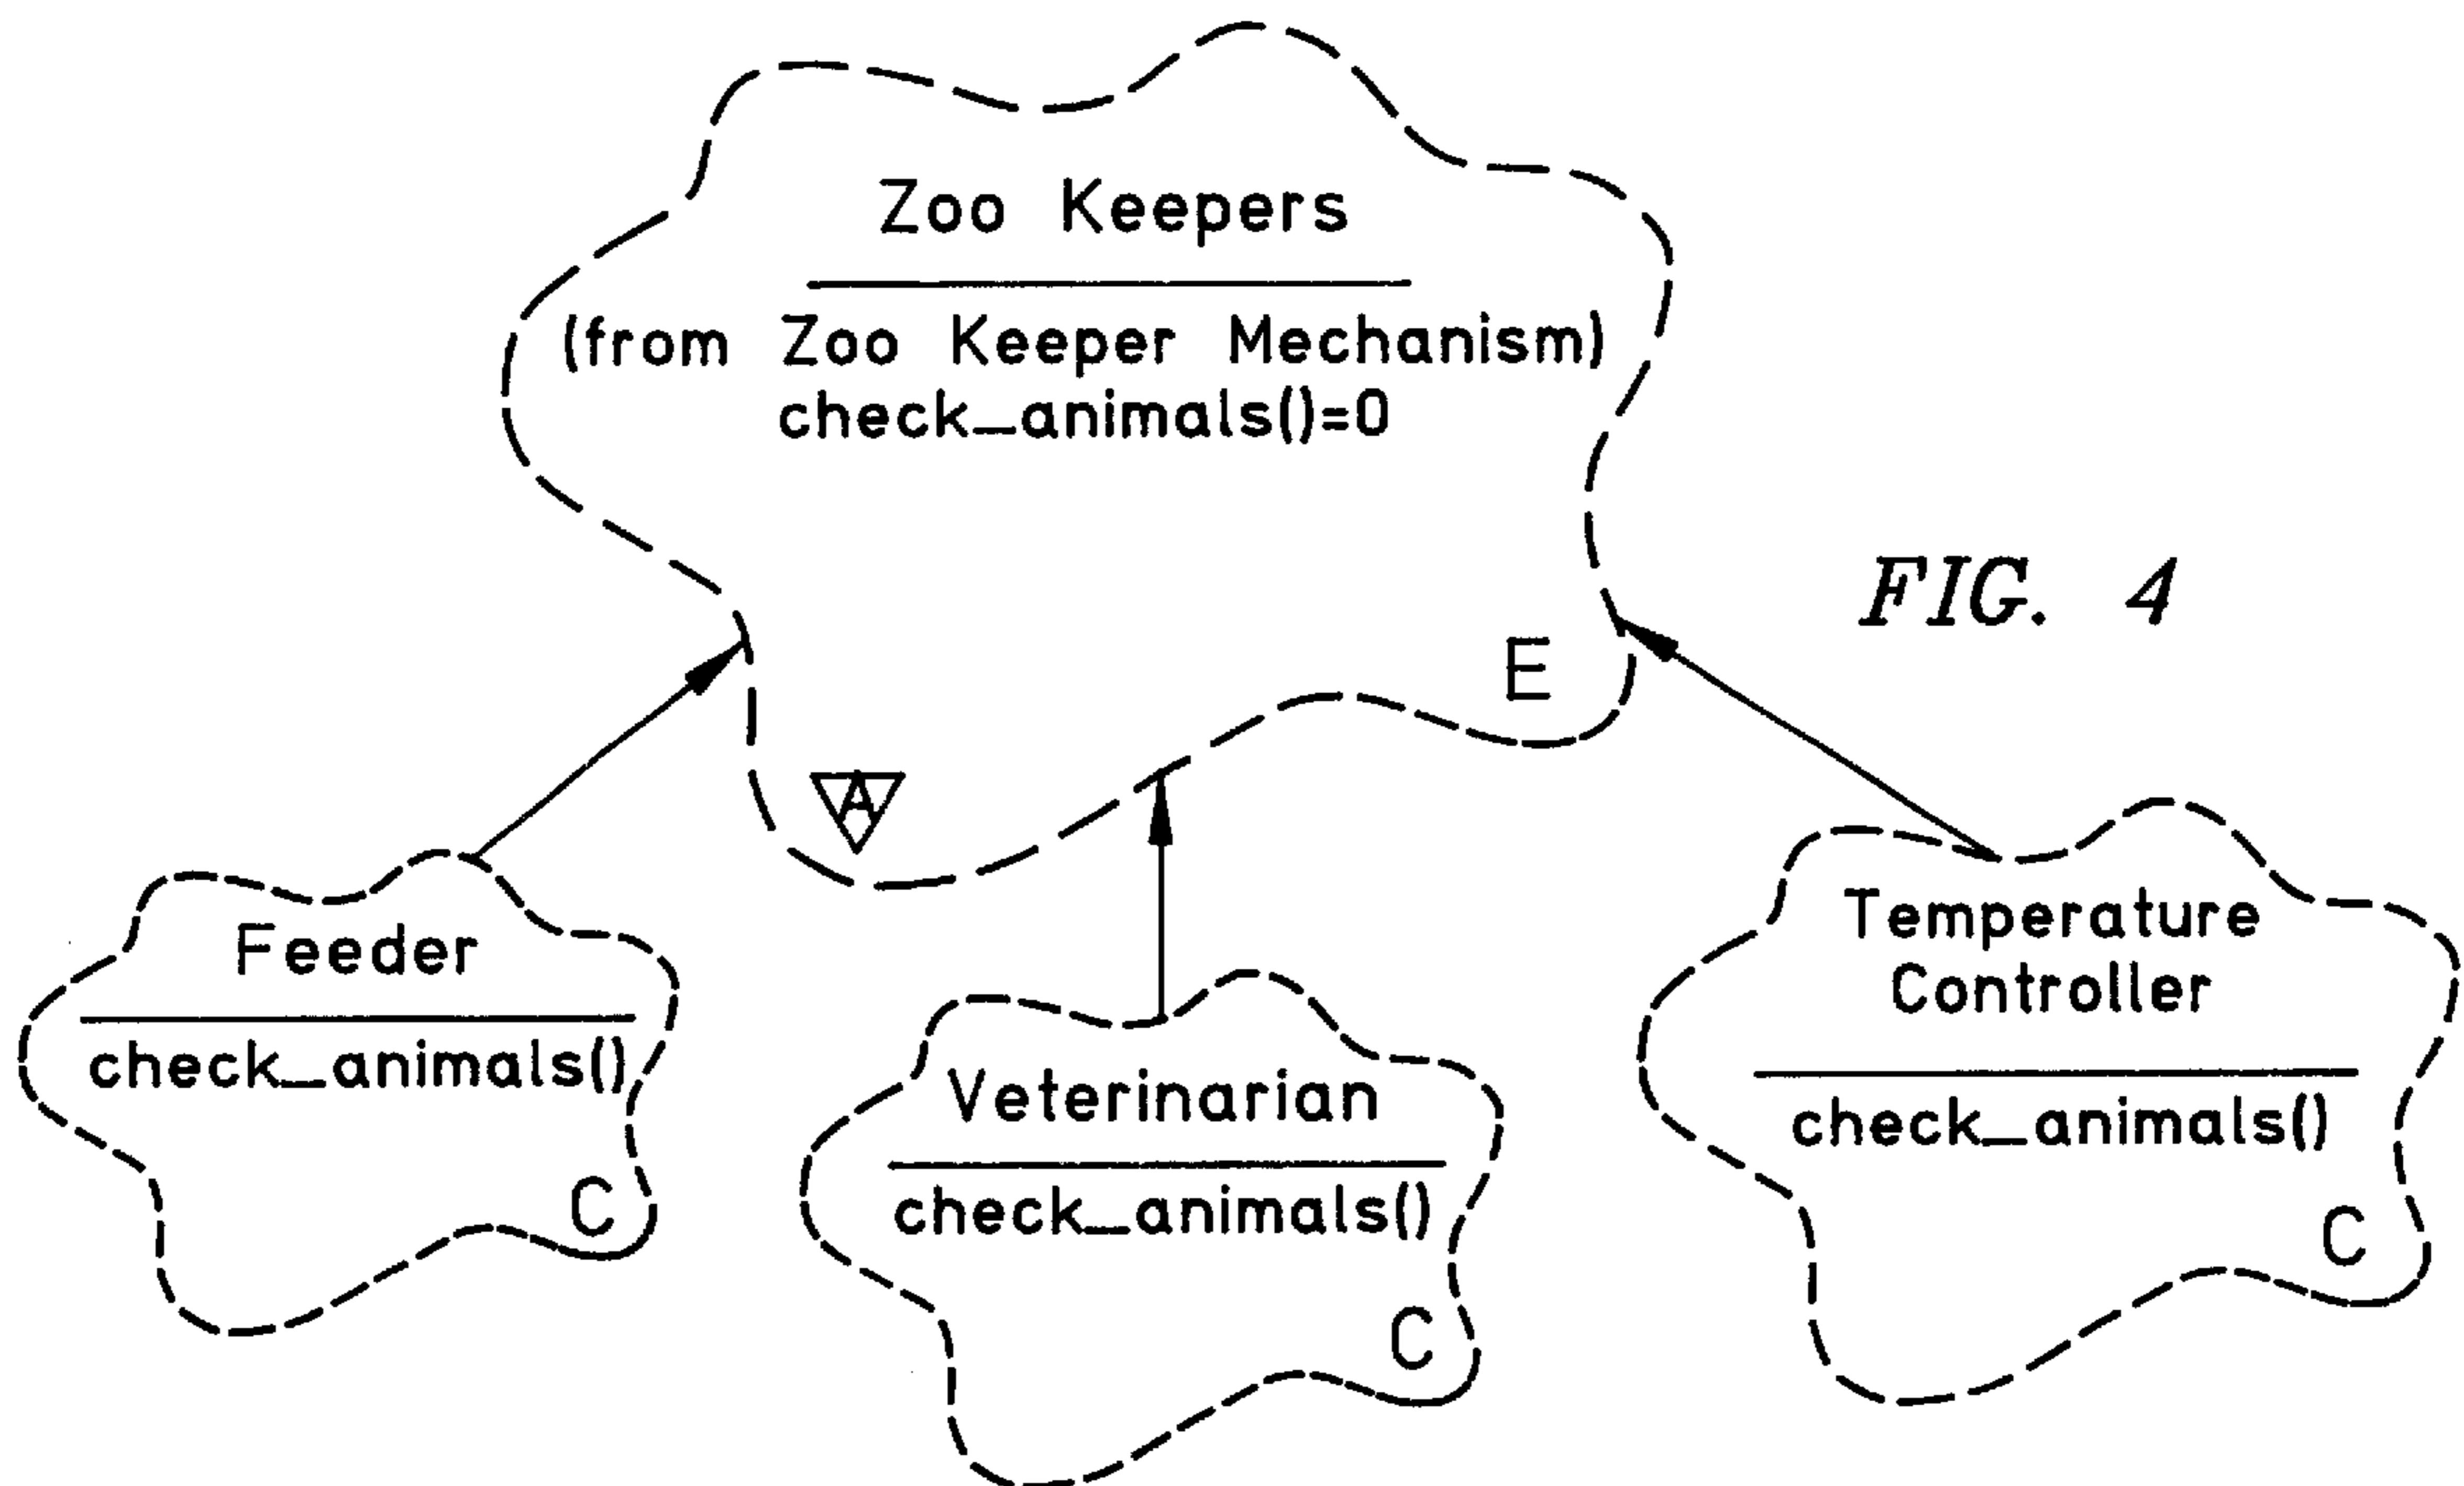 Zoo Keepers
(from Zoo Keeper Mechanism)
check_animals()=0
E
A
FIG. 4
Feeder
check_animals()
C
Veterinarian
check_animals()
C
Temperature
Controller
check_animals()
C